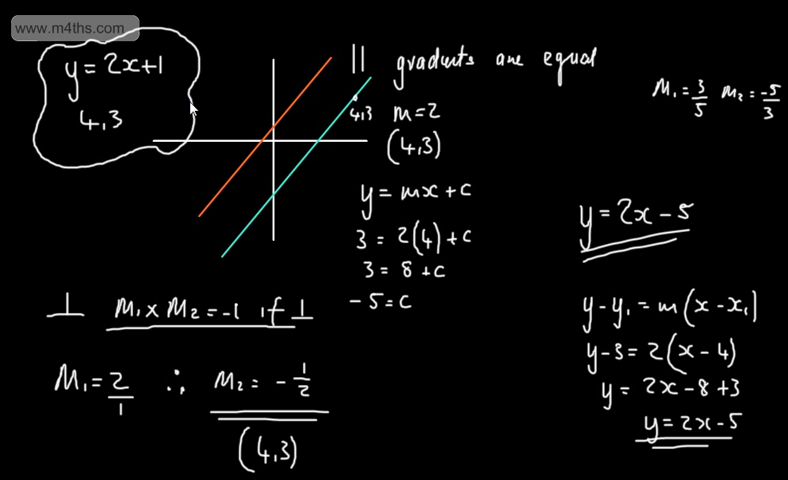 www.m4ths.com
y = 2x+1
4,3
|| gradients are equal
4,3
m=2
(4,3)
y = mx + c
3 = 2(4)+c
3 = 8 + c
-5 = c
M₁ = 3/5 M₂ = -5/3
y = 2x - 5
y - y₁ = m(x - x₁)
y - 3 = 2(x - 4)
y = 2x - 8 + 3
y = 2x - 5
⊥ M₁ x M₂ = -1 if ⊥
M₁ = 2/1 ∴ M₂ = - 1/2
(4,3)